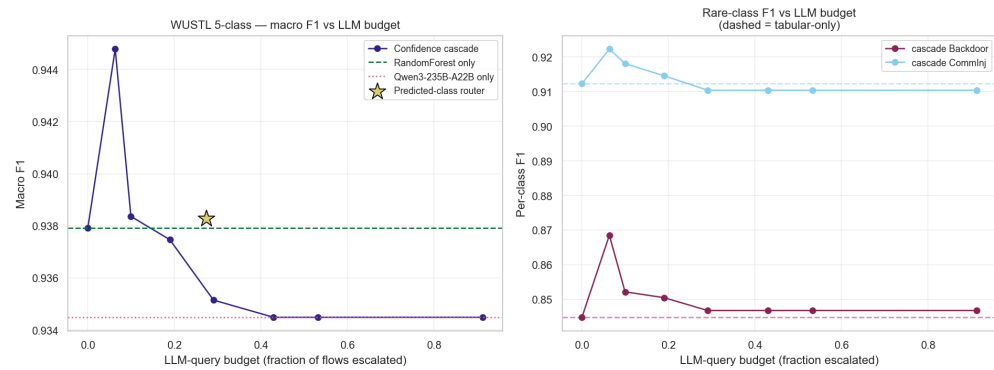 WUSTL 5-class — macro F1 vs LLM budget
Macro F1
0.944
0.942
0.940
0.938
0.936
0.934
Confidence cascade
RandomForest only
Qwen3-235B-A22B only
Predicted-class router
0.0 0.2 0.4 0.6 0.8
LLM-query budget (fraction of flows escalated)
Rare-class F1 vs LLM budget
(dashed = tabular-only)
Per-class F1
0.92
0.91
0.90
0.89
0.88
0.87
0.86
0.85
cascade Backdoor
cascade CommInj
0.0 0.2 0.4 0.6 0.8
LLM-query budget (fraction escalated)